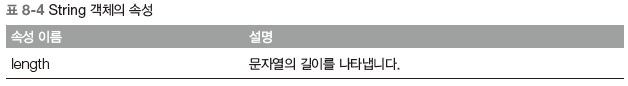 표 8-4 String 객체의 속성
속성 이름 설명
length 문자열의 길이를 나타냅니다.